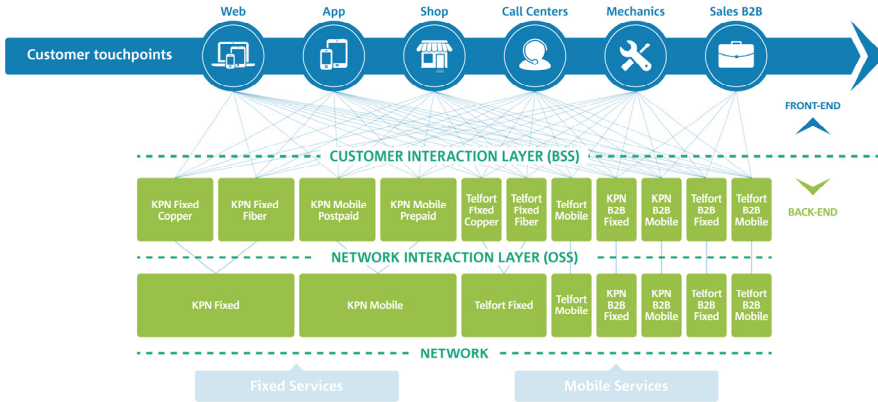 Web
App
Shop
Call Centers
Mechanics
Sales B2B
Customer touchpoints
FRONT-END
CUSTOMER INTERACTION LAYER (BSS)
KPN Fixed
Copper
KPN Fixed
Fiber
KPN Mobile
Postpaid
KPN Mobile
Prepaid
Telfort
Fixed
Copper
Telfort
Fixed
Fiber
Telfort
Mobile
KPN
B2B
Fixed
KPN
B2B
Mobile
Telfort
B2B
Fixed
Telfort
B2B
Mobile
BACK-END
NETWORK INTERACTION LAYER (OSS)
KPN Fixed
KPN Mobile
Telfort Fixed
Telfort
Mobile
KPN
B2B
Fixed
KPN
B2B
Mobile
Telfort
B2B
Fixed
Telfort
B2B
Mobile
NETWORK
Fixed Services
Mobile Services